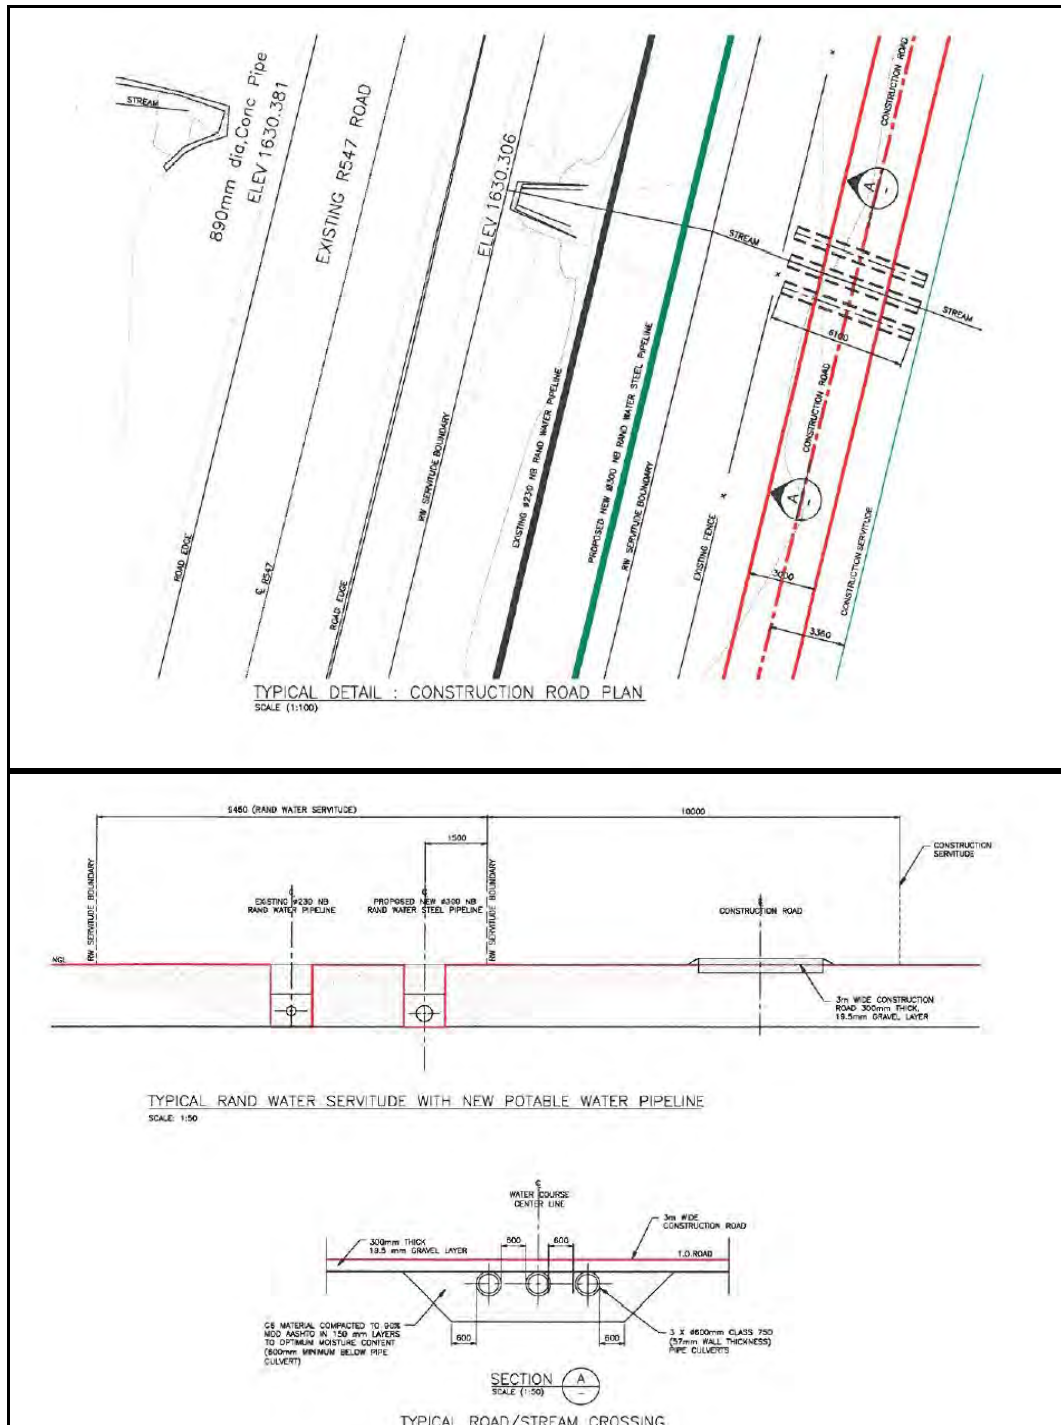 STREAM
890mm dia,Conc Pipe
ELEV 1630.381
EXISTING R547 ROAD
ELEV 1630.306
CONSTRUCTION ROAD
A
-
STREAM
STREAM
6100
CONSTRUCTION ROAD
A
-
ROAD EDGE
℄ R547
ROAD EDGE
RW SERVITUDE BOUNDARY
EXISTING ø230 NB RAND WATER PIPELINE
PROPOSED NEW ø300 NB RAND WATER STEEL PIPELINE
RW SERVITUDE BOUNDARY
EXISTING FENCE
CONSTRUCTION SERVITUDE
3000
3360
TYPICAL DETAIL : CONSTRUCTION ROAD PLAN
SCALE (1:100)
9450 (RAND WATER SERVITUDE)
10000
1500
CONSTRUCTION
SERVITUDE
RW SERVITUDE BOUNDARY
℄
EXISTING ø230 NB
RAND WATER PIPELINE
℄
PROPOSED NEW ø300 NB
RAND WATER STEEL PIPELINE
RW SERVITUDE BOUNDARY
CONSTRUCTION ROAD
NGL
3m WIDE CONSTRUCTION
ROAD 300mm THICK,
19.5mm GRAVEL LAYER
TYPICAL RAND WATER SERVITUDE WITH NEW POTABLE WATER PIPELINE
SCALE: 1:50
℄
WATER COURSE
CENTER LINE
3m WIDE
CONSTRUCTION ROAD
300mm THICK
19.5 mm GRAVEL LAYER
600
600
T.O.ROAD
G6 MATERIAL COMPACTED TO 90%
MOD AASHTO IN 150 mm LAYERS
TO OPTIMUM MOISTURE CONTENT
(600mm MINIMUM BELOW PIPE
CULVERT)
600
600
3 X ø600mm CLASS 75D
(57mm WALL THICKNESS)
PIPE CULVERTS
SECTION A
SCALE (1:50) -
TYPICAL ROAD/STREAM CROSSING